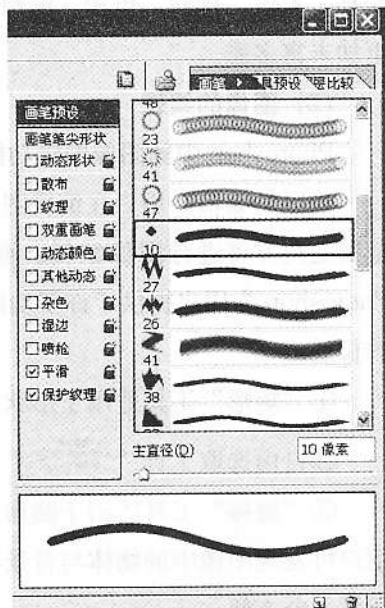 画笔
具预设
层比较
画笔预设
画笔笔尖形状
动态形状
散布
纹理
双重画笔
动态颜色
其他动态
杂色
湿边
喷枪
平滑
保护纹理
48
23
41
47
10
27
26
41
38
主直径(D)
10 像素